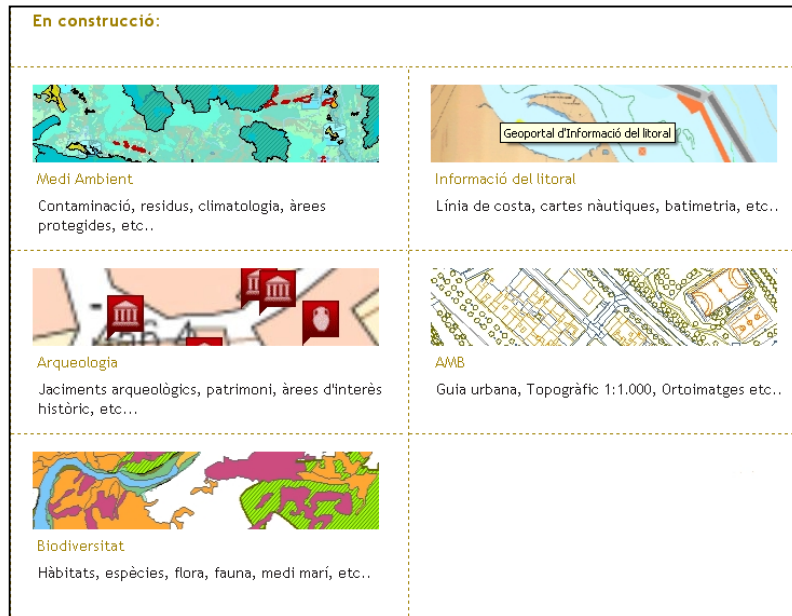 En construcció:
Medi Ambient
Contaminació, residus, climatologia, àrees
protegides, etc..
Geoportal d'Informació del litoral
Informació del litoral
Línia de costa, cartes nàutiques, batimetria, etc..
Arqueologia
Jaciments arqueològics, patrimoni, àrees d'interès
històric, etc...
AMB
Guia urbana, Topogràfic 1:1.000, Ortoimatges etc..
Biodiversitat
Hàbitats, espècies, flora, fauna, medi marí, etc..